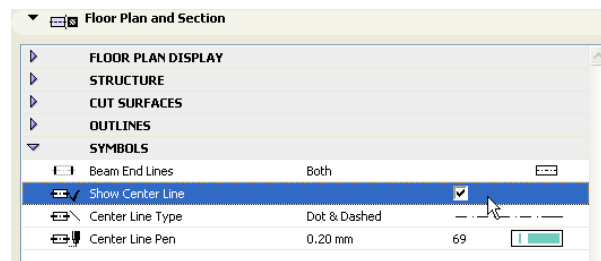 Floor Plan and Section
FLOOR PLAN DISPLAY
STRUCTURE
CUT SURFACES
OUTLINES
SYMBOLS
Beam End Lines Both
Show Center Line
Center Line Type Dot & Dashed
Center Line Pen 0.20 mm 69